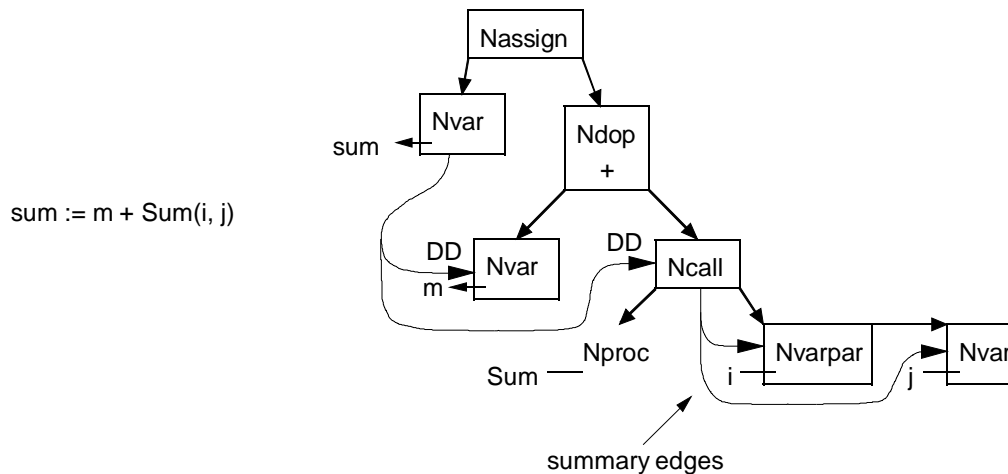 Nassign
Nvar
sum
Ndop
+
sum := m + Sum(i, j)
DD
Nvar
m
DD
Ncall
Nproc
Sum
Nvarpar
i
Nvar
j
summary edges